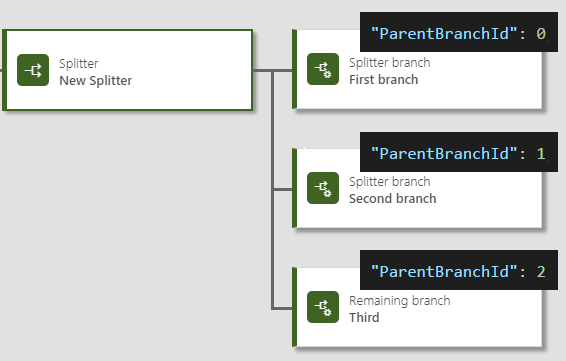 Splitter
New Splitter
"ParentBranchId": 0
Splitter branch
First branch
"ParentBranchId": 1
Splitter branch
Second branch
"ParentBranchId": 2
Remaining branch
Third